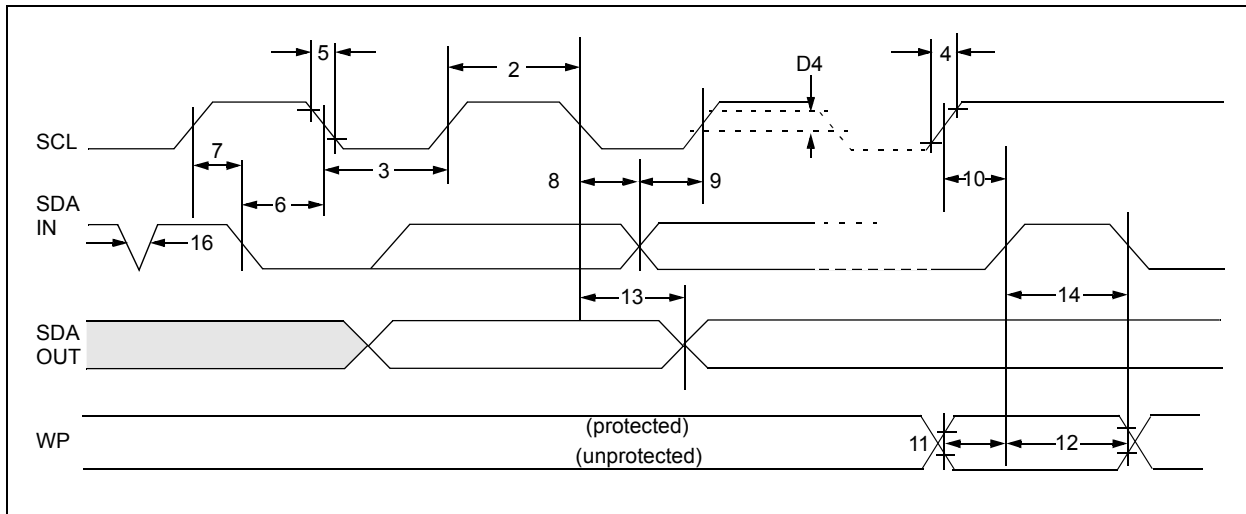 5
2
D4
4
SCL
7
3
8
9
10
SDA
IN
6
16
13
14
SDA
OUT
WP
(protected)
(unprotected)
11
12